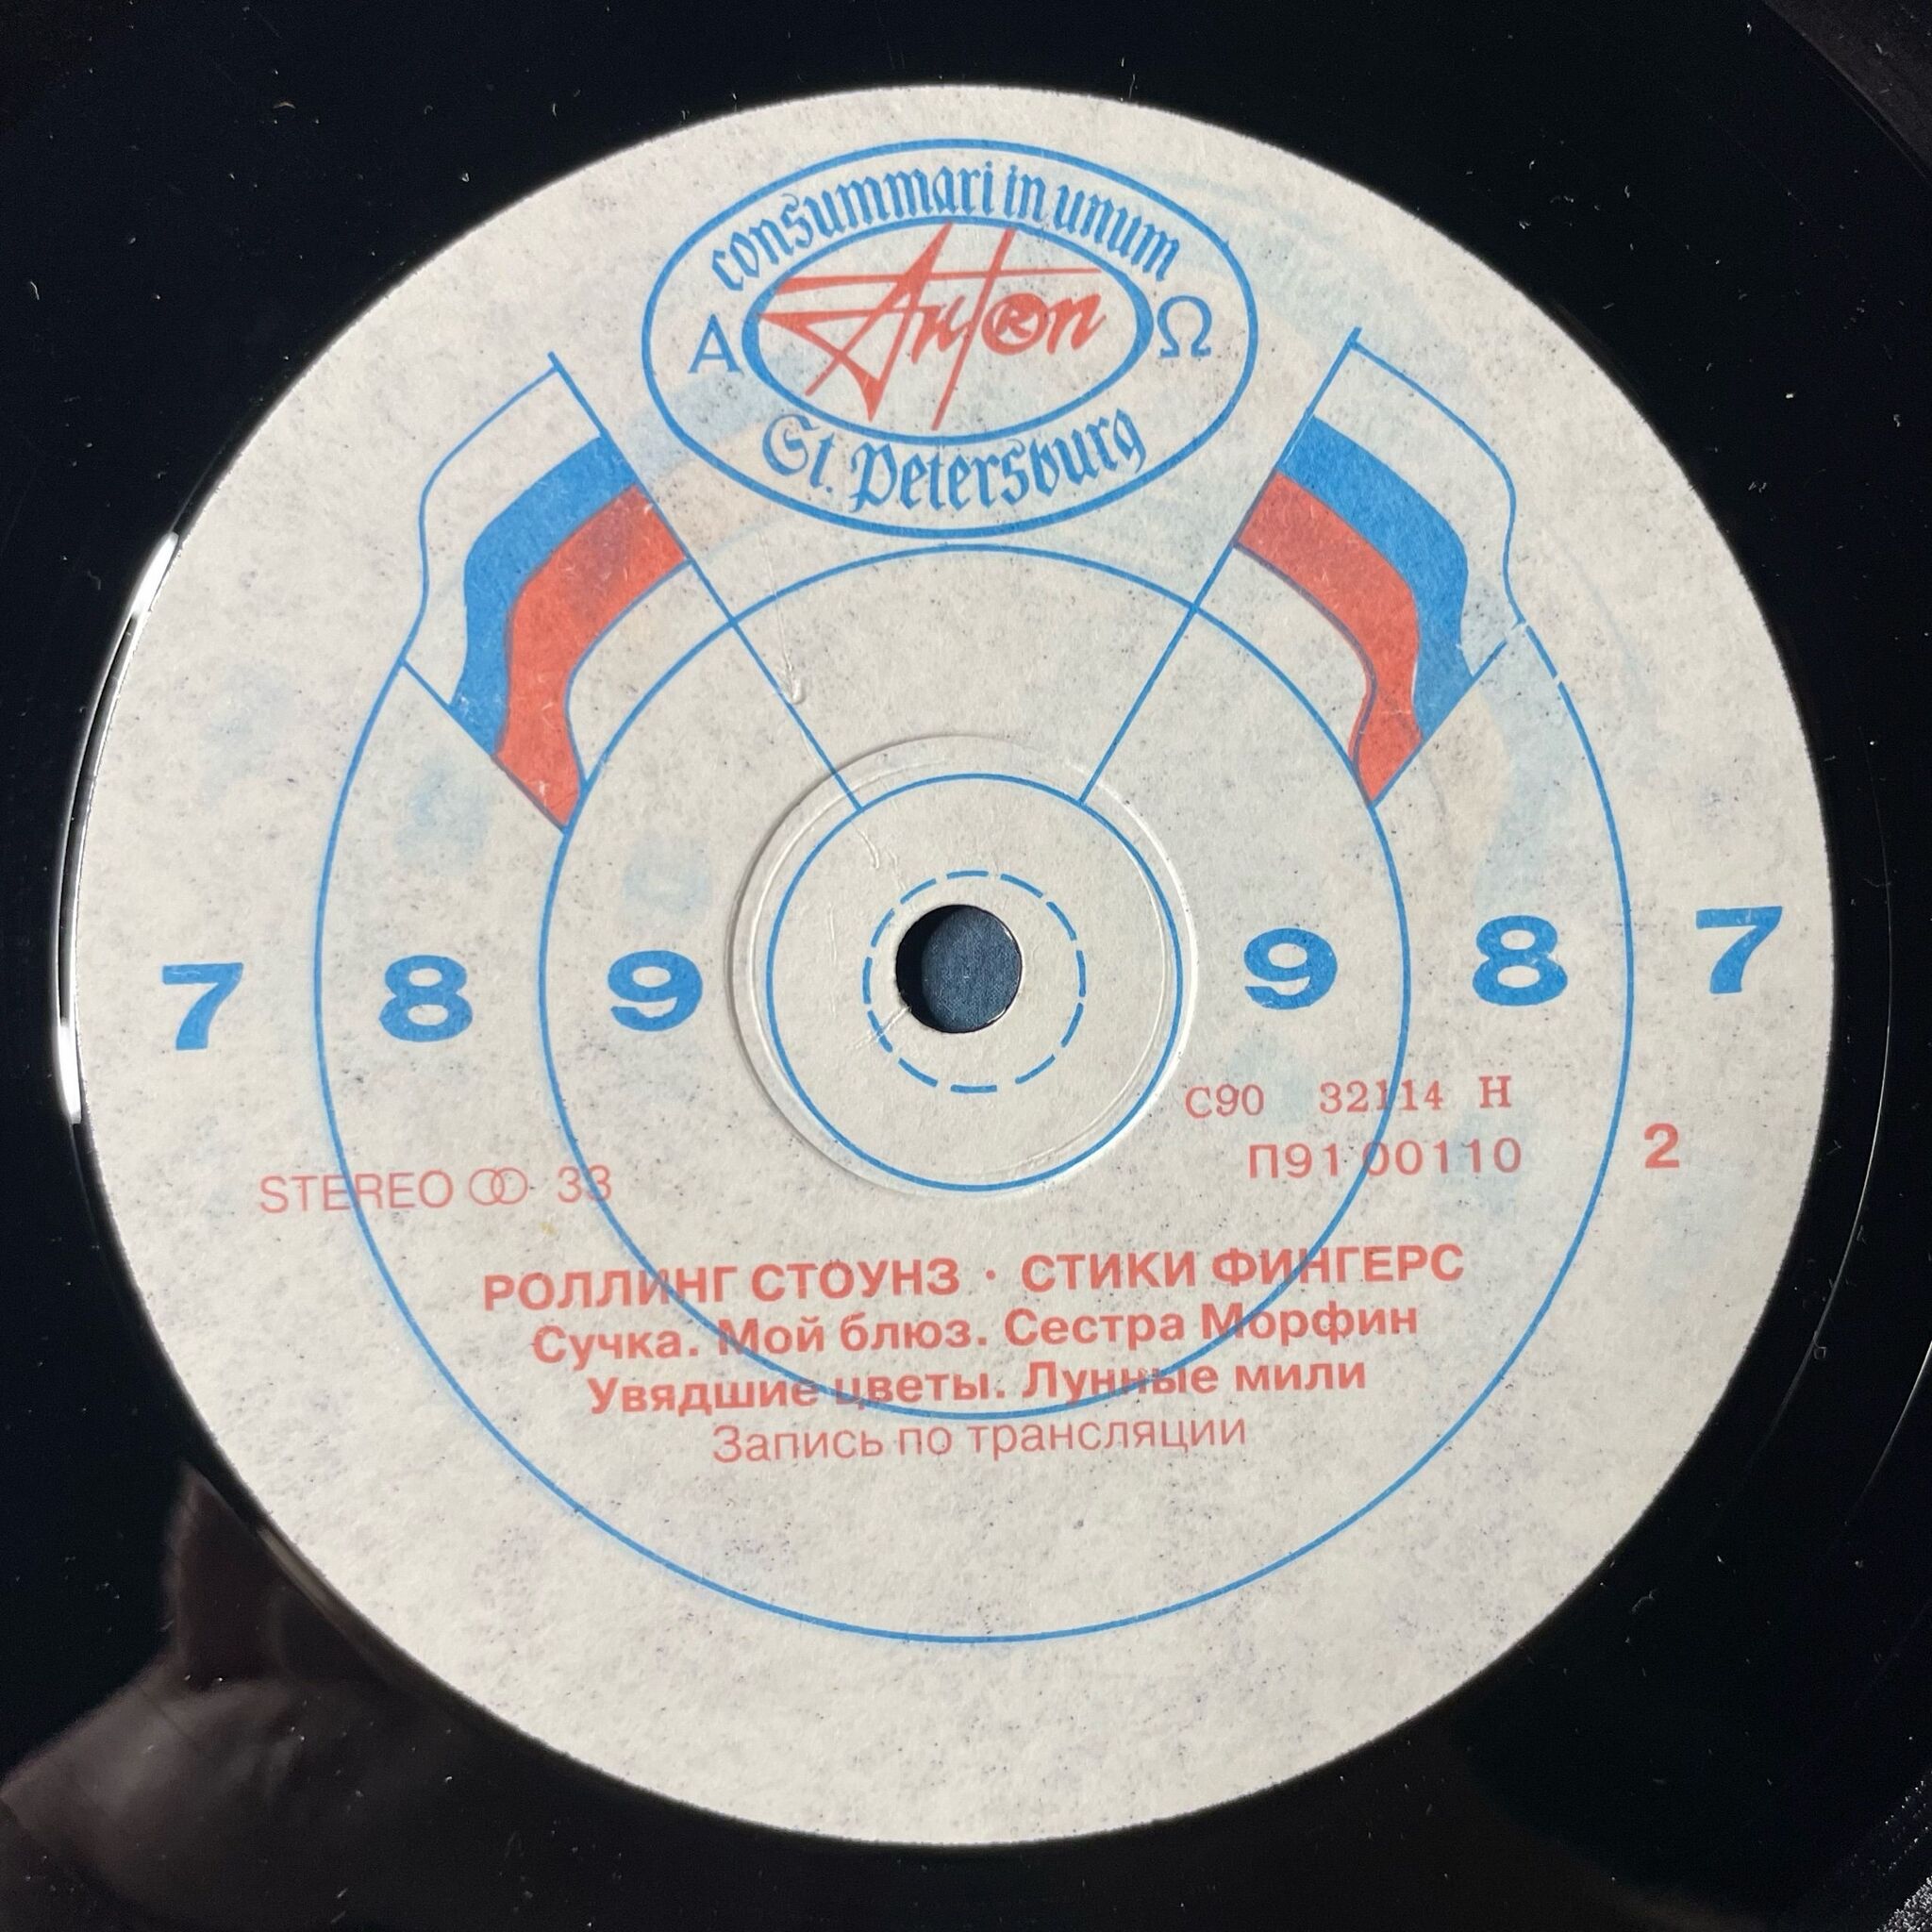 consummari in unum
Α Anton® Ω
St. Petersburg
7 8 9 9 8 7
С90 32114 Н
П91 00110 2
STEREO 33
РОЛЛИНГ СТОУНЗ · СТИКИ ФИНГЕРС
Сучка. Мой блюз. Сестра Морфин
Увядшие цветы. Лунные мили
Запись по трансляции